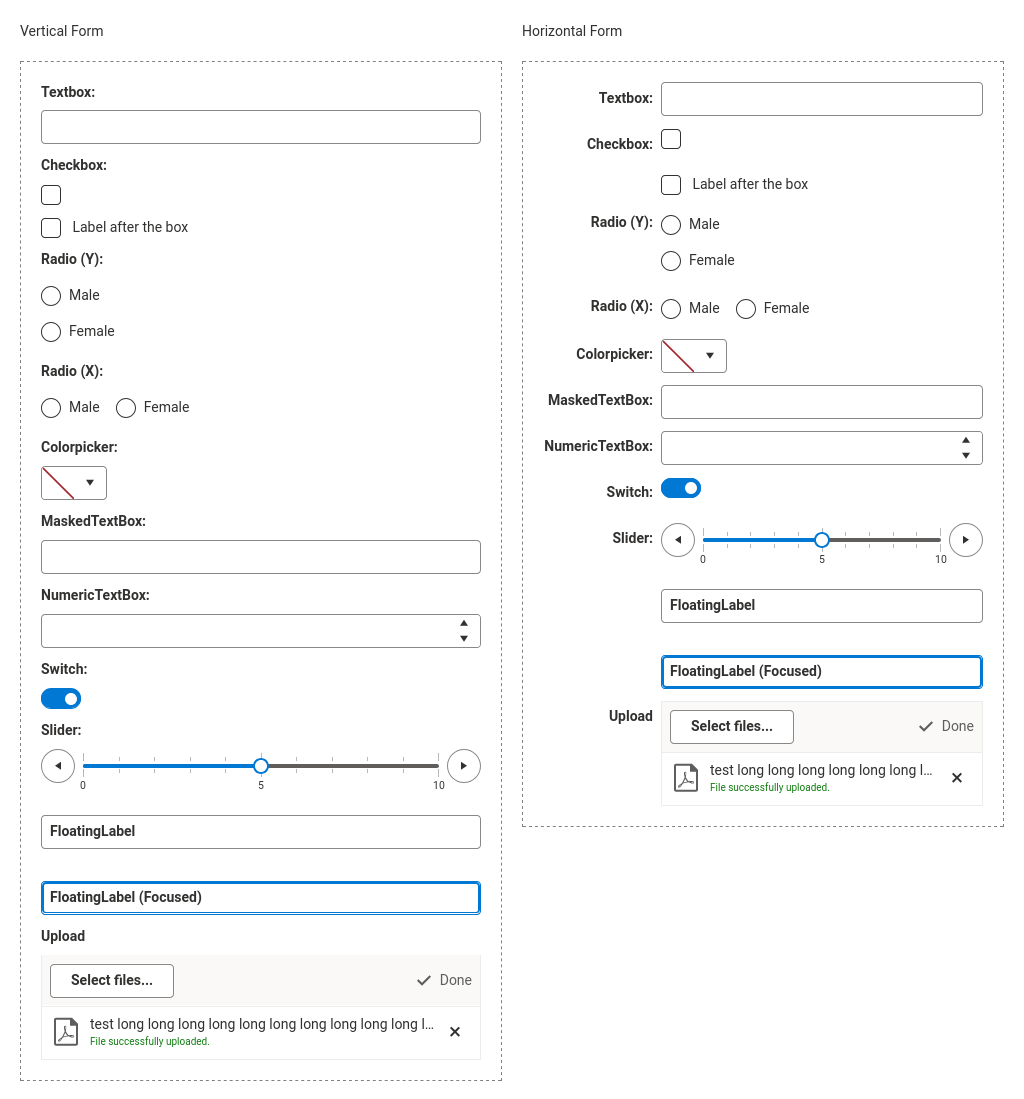 Vertical Form
Textbox:
Checkbox:
Label after the box
Radio (Y):
Male
Female
Radio (X):
Male Female
Colorpicker:
MaskedTextBox:
NumericTextBox:
Switch:
Slider:
0 5 10
FloatingLabel
FloatingLabel (Focused)
Upload
Select files... Done
test long long long long long long long long long long l...
File successfully uploaded.
Horizontal Form
Textbox:
Checkbox:
Label after the box
Radio (Y): Male
Female
Radio (X): Male Female
Colorpicker:
MaskedTextBox:
NumericTextBox:
Switch:
Slider:
0 5 10
FloatingLabel
FloatingLabel (Focused)
Upload Select files... Done
test long long long long long long l...
File successfully uploaded.